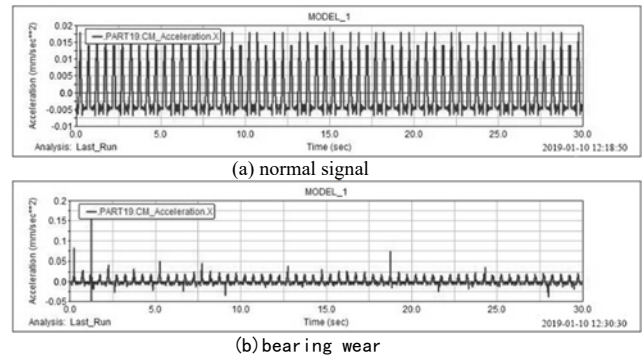 MODEL_1
0.02
0.015
0.01
0.005
0.0
-0.005
-0.01
Acceleration (mm/sec**2)
.PART19.CM_Acceleration.X
0.0 5.0 10.0 15.0 20.0 25.0 30.0
Analysis: Last_Run Time (sec) 2019-01-10 12:18:50
(a) normal signal
MODEL_1
0.2
0.15
0.1
0.05
0.0
-0.05
Acceleration (mm/sec**2)
.PART19.CM_Acceleration.X
0.0 5.0 10.0 15.0 20.0 25.0 30.0
Analysis: Last_Run Time (sec) 2019-01-10 12:30:30
(b) bearing wear